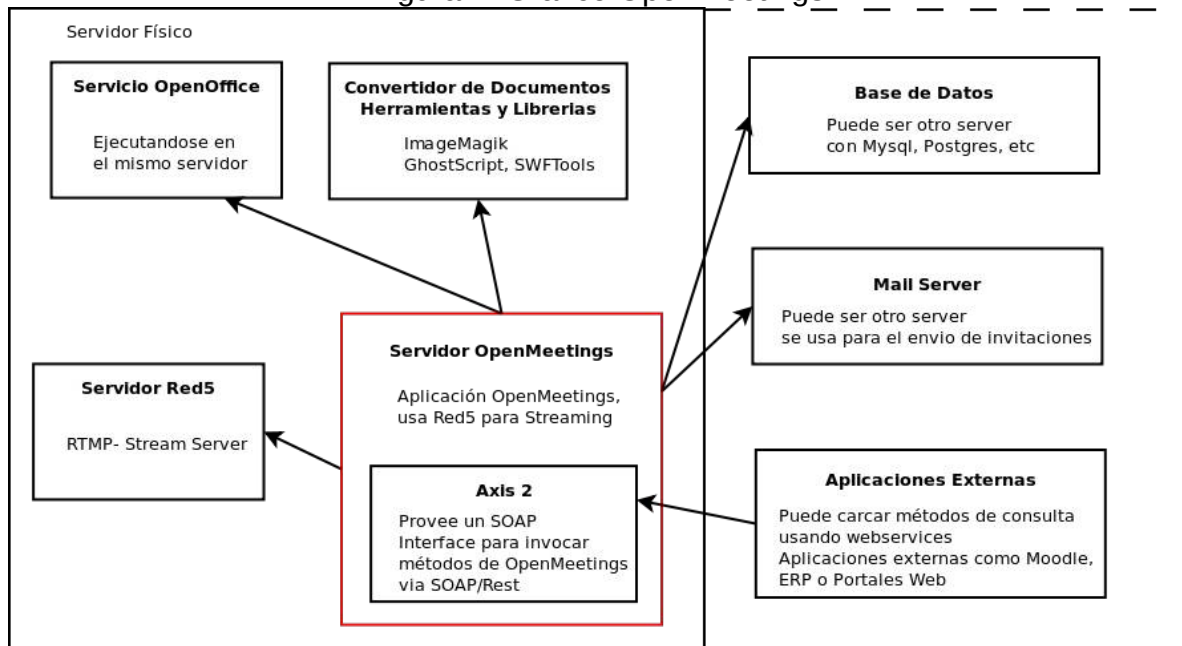 Servidor Físico
Servicio OpenOffice
Ejecutandose en
el mismo servidor
Convertidor de Documentos
Herramientas y Librerias
ImageMagik
GhostScript, SWFTools
Base de Datos
Puede ser otro server
con Mysql, Postgres, etc
Mail Server
Puede ser otro server
se usa para el envio de invitaciones
Servidor OpenMeetings
Aplicación OpenMeetings,
usa Red5 para Streaming
Servidor Red5
RTMP- Stream Server
Axis 2
Provee un SOAP
Interface para invocar
métodos de OpenMeetings
via SOAP/Rest
Aplicaciones Externas
Puede carcar métodos de consulta
usando webservices
Aplicaciones externas como Moodle,
ERP o Portales Web